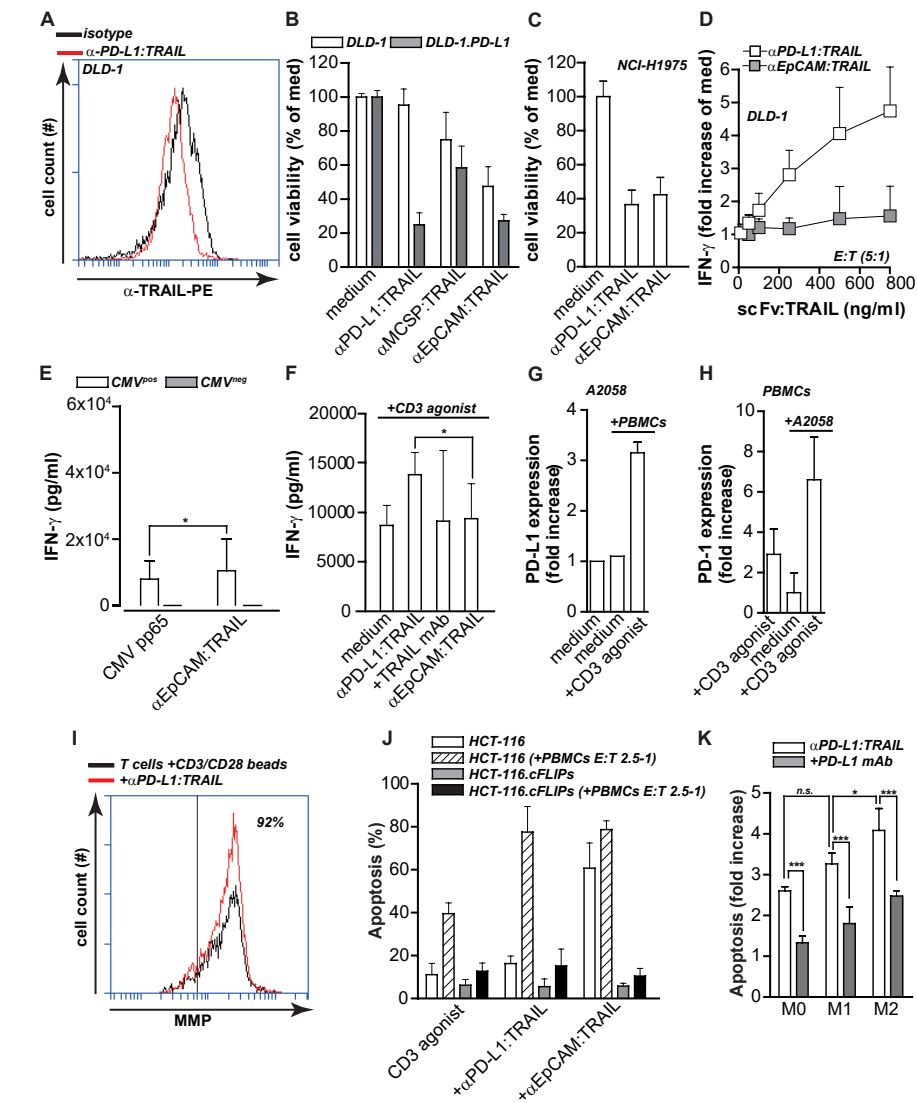 A
isotype
α-PD-L1:TRAIL
DLD-1
cell count (#)
α-TRAIL-PE
B
DLD-1
DLD-1.PD-L1
cell viability (% of med)
120
100
80
60
40
20
0
medium
αPD-L1:TRAIL
αMCSP:TRAIL
αEpCAM:TRAIL
C
NCI-H1975
cell viability (% of med)
120
100
80
60
40
20
0
medium
αPD-L1:TRAIL
αEpCAM:TRAIL
D
αPD-L1:TRAIL
αEpCAM:TRAIL
DLD-1
IFN-γ (fold increase of med)
6
5
4
3
2
1
0
E:T (5:1)
0 200 400 600 800
scFv:TRAIL (ng/ml)
E
CMVpos
CMVneg
IFN-γ (pg/ml)
6x10⁴
4x10⁴
2x10⁴
0
*
CMV pp65
αEpCAM:TRAIL
F
+CD3 agonist
*
IFN-γ (pg/ml)
20000
15000
10000
5000
0
medium
αPD-L1:TRAIL
+TRAIL mAb
αEpCAM:TRAIL
G
A2058
+PBMCs
PD-L1 expression
(fold increase)
4
3
2
1
0
medium
medium
+CD3 agonist
H
PBMCs
+A2058
PD-1 expression
(fold increase)
10
8
6
4
2
0
+CD3 agonist
medium
+CD3 agonist
I
T cells +CD3/CD28 beads
+αPD-L1:TRAIL
92%
cell count (#)
MMP
J
HCT-116
HCT-116 (+PBMCs E:T 2.5-1)
HCT-116.cFLIPs
HCT-116.cFLIPs (+PBMCs E:T 2.5-1)
Apoptosis (%)
100
80
60
40
20
0
CD3 agonist
+αPD-L1:TRAIL
+αEpCAM:TRAIL
K
αPD-L1:TRAIL
+PD-L1 mAb
Apoptosis (fold increase)
5
4
3
2
1
0
n.s. * ***
***
***
M0 M1 M2